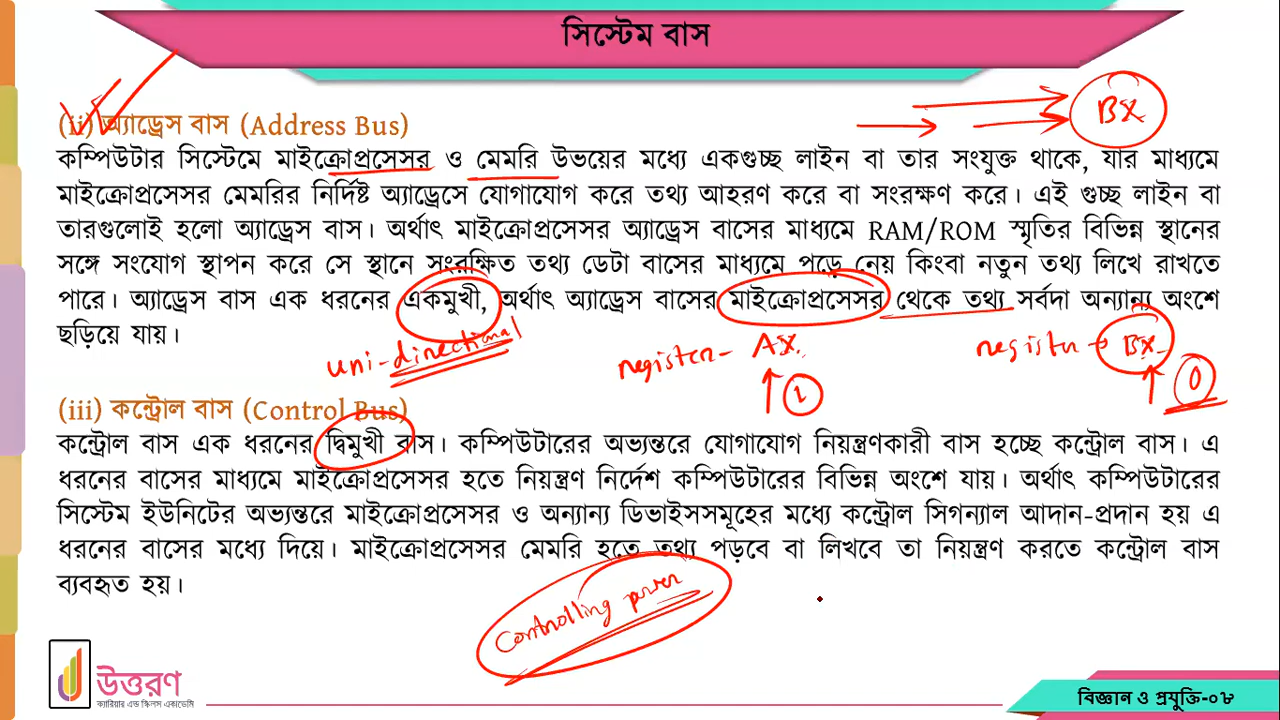 সিস্টেম বাস
BX
(ii) অ্যাড্রেস বাস (Address Bus)
কম্পিউটার সিস্টেমে মাইক্রোপ্রসেসর ও মেমরি উভয়ের মধ্যে একগুচ্ছ লাইন বা তার সংযুক্ত থাকে, যার মাধ্যমে
মাইক্রোপ্রসেসর মেমরির নির্দিষ্ট অ্যাড্রেসে যোগাযোগ করে তথ্য আহরণ করে বা সংরক্ষণ করে। এই গুচ্ছ লাইন বা
তারগুলোই হলো অ্যাড্রেস বাস। অর্থাৎ মাইক্রোপ্রসেসর অ্যাড্রেস বাসের মাধ্যমে RAM/ROM স্মৃতির বিভিন্ন স্থানের
সঙ্গে সংযোগ স্থাপন করে সে স্থানে সংরক্ষিত তথ্য ডেটা বাসের মাধ্যমে পড়ে নেয় কিংবা নতুন তথ্য লিখে রাখতে
পারে। অ্যাড্রেস বাস এক ধরনের একমুখী, অর্থাৎ অ্যাড্রেস বাসের মাইক্রোপ্রসেসর থেকে তথ্য সর্বদা অন্যান্য অংশে
ছড়িয়ে যায়।
uni-directional
register - AX
register → BX
1
0
(iii) কন্ট্রোল বাস (Control Bus)
কন্ট্রোল বাস এক ধরনের দ্বিমুখী বাস। কম্পিউটারের অভ্যন্তরে যোগাযোগ নিয়ন্ত্রণকারী বাস হচ্ছে কন্ট্রোল বাস। এ
ধরনের বাসের মাধ্যমে মাইক্রোপ্রসেসর হতে নিয়ন্ত্রণ নির্দেশ কম্পিউটারের বিভিন্ন অংশে যায়। অর্থাৎ কম্পিউটারের
সিস্টেম ইউনিটের অভ্যন্তরে মাইক্রোপ্রসেসর ও অন্যান্য ডিভাইসসমূহের মধ্যে কন্ট্রোল সিগন্যাল আদান-প্রদান হয় এ
ধরনের বাসের মধ্যে দিয়ে। মাইক্রোপ্রসেসর মেমরি হতে তথ্য পড়বে বা লিখবে তা নিয়ন্ত্রণ করতে কন্ট্রোল বাস
ব্যবহৃত হয়।
Controlling power
উত্তরণ
ক্যারিয়ার এন্ড স্কিলস একাডেমি
বিজ্ঞান ও প্রযুক্তি-০৮